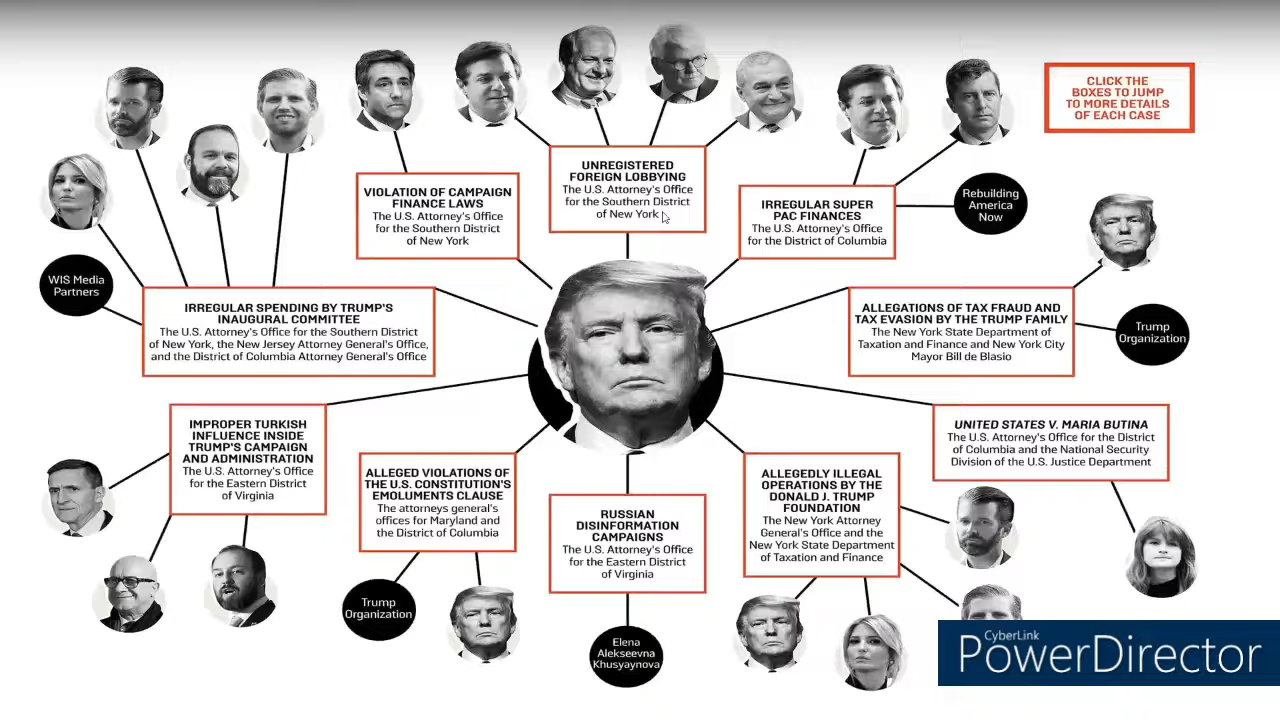 CLICK THE
BOXES TO JUMP
TO MORE DETAILS
OF EACH CASE
UNREGISTERED
FOREIGN LOBBYING
The U.S. Attorney's Office
for the Southern District
of New York
VIOLATION OF CAMPAIGN
FINANCE LAWS
The U.S. Attorney's Office
for the Southern District
of New York
IRREGULAR SUPER
PAC FINANCES
The U.S. Attorney's Office
for the District of Columbia
Rebuilding
America
Now
WIS Media
Partners
IRREGULAR SPENDING BY TRUMP'S
INAUGURAL COMMITTEE
The U.S. Attorney's Office for the Southern District
of New York, the New Jersey Attorney General's Office,
and the District of Columbia Attorney General's Office
ALLEGATIONS OF TAX FRAUD AND
TAX EVASION BY THE TRUMP FAMILY
The New York State Department of
Taxation and Finance and New York City
Mayor Bill de Blasio
Trump
Organization
IMPROPER TURKISH
INFLUENCE INSIDE
TRUMP'S CAMPAIGN
AND ADMINISTRATION
The U.S. Attorney's Office
for the Eastern District
of Virginia
ALLEGED VIOLATIONS OF
THE U.S. CONSTITUTION'S
EMOLUMENTS CLAUSE
The attorneys general's
offices for Maryland and
the District of Columbia
RUSSIAN
DISINFORMATION
CAMPAIGNS
The U.S. Attorney's Office
for the Eastern District
of Virginia
ALLEGEDLY ILLEGAL
OPERATIONS BY THE
DONALD J. TRUMP
FOUNDATION
The New York Attorney
General's Office and the
New York State Department
of Taxation and Finance
UNITED STATES V. MARIA BUTINA
The U.S. Attorney's Office for the District
of Columbia and the National Security
Division of the U.S. Justice Department
Trump
Organization
Elena
Alekseevna
Khusyaynova
CyberLink
PowerDirector